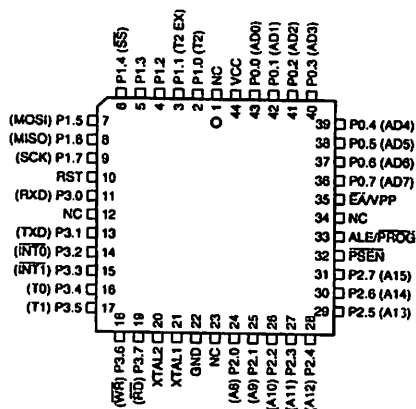 P1.4 (SS)
P1.3
P1.2
P1.1 (T2 EX)
P1.0 (T2)
NC
VCC
P0.0 (AD0)
P0.1 (AD1)
P0.2 (AD2)
P0.3 (AD3)
6 5 4 3 2 1 44 43 42 41 40
(MOSI) P1.5 7
(MISO) P1.6 8
(SCK) P1.7 9
RST 10
(RXD) P3.0 11
NC 12
(TXD) P3.1 13
(INT0) P3.2 14
(INT1) P3.3 15
(T0) P3.4 16
(T1) P3.5 17
39 P0.4 (AD4)
38 P0.5 (AD5)
37 P0.6 (AD6)
36 P0.7 (AD7)
35 EA/VPP
34 NC
33 ALE/PROG
32 PSEN
31 P2.7 (A15)
30 P2.6 (A14)
29 P2.5 (A13)
18 19 20 21 22 23 24 25 26 27 28
(WR) P3.6
(RD) P3.7
XTAL2
XTAL1
GND
NC
(A8) P2.0
(A9) P2.1
(A10) P2.2
(A11) P2.3
(A12) P2.4